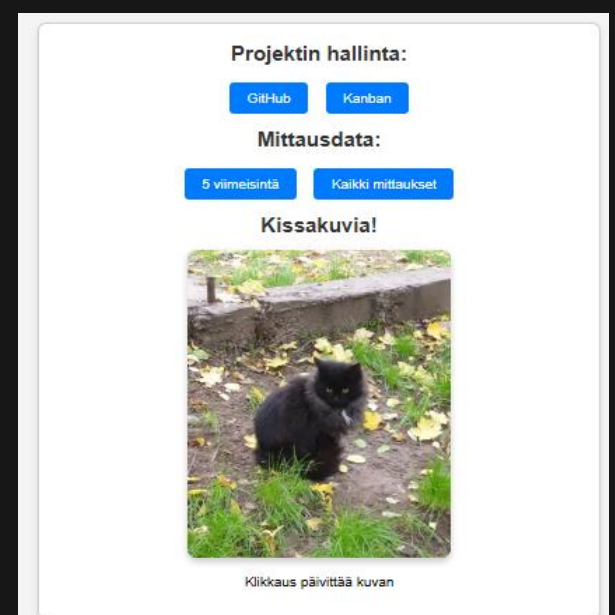 Projektin hallinta:
GitHub Kanban
Mittausdata:
5 viimeisintä Kaikki mittaukset
Kissakuvia!
Klikkaus päivittää kuvan